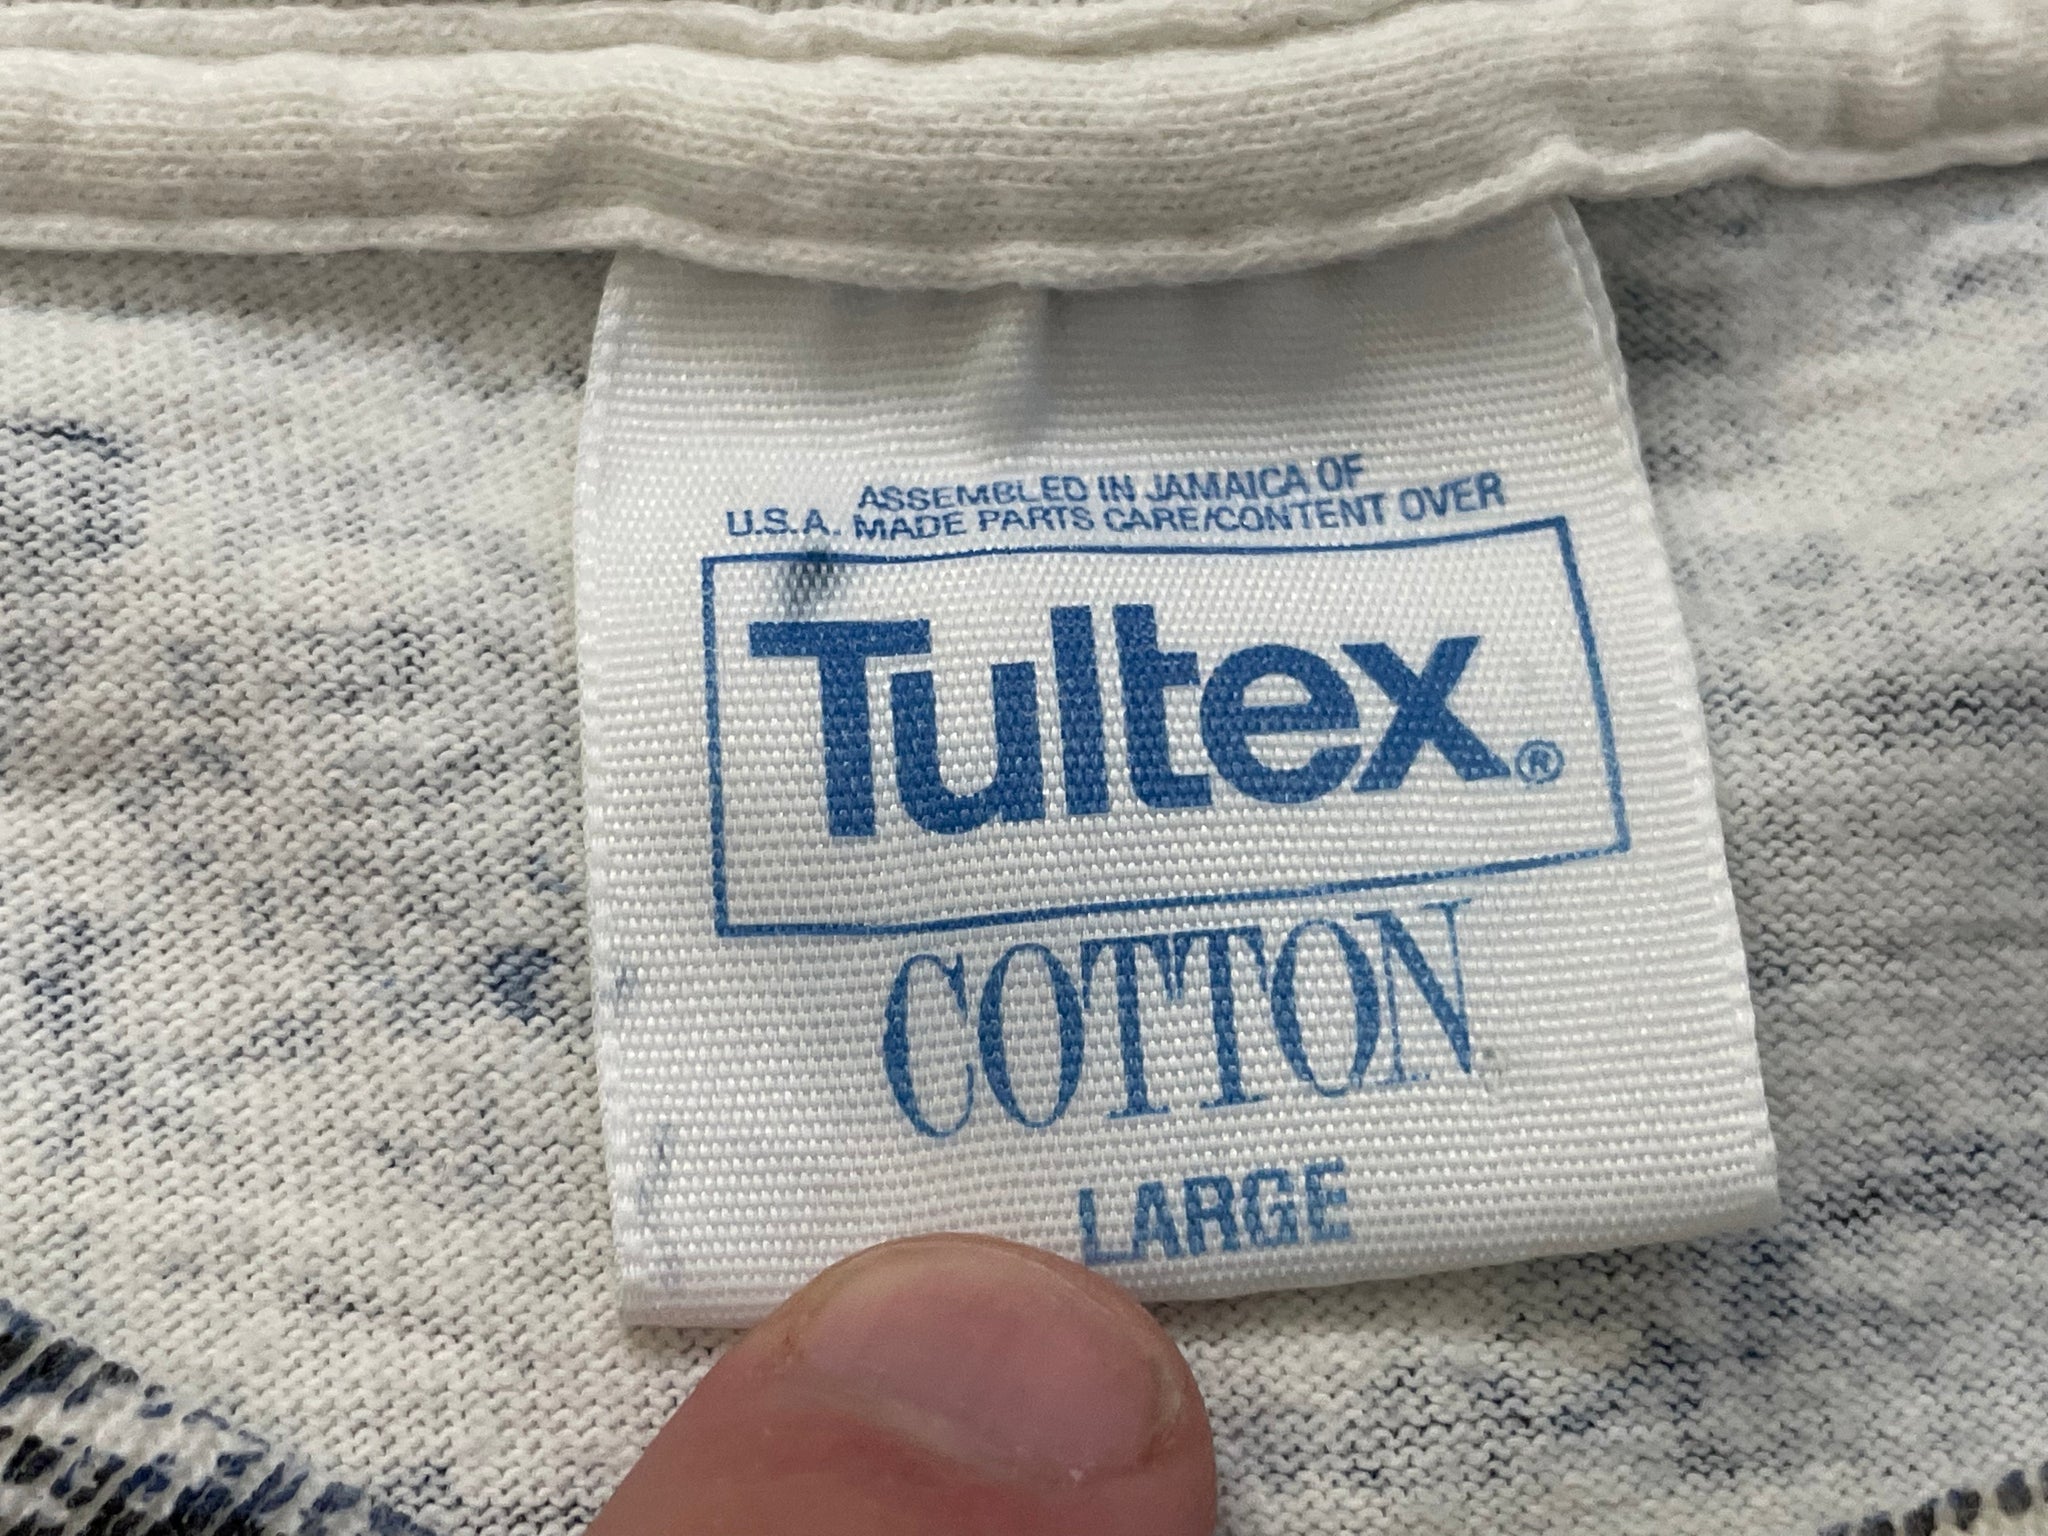 ASSEMBLED IN JAMAICA OF
U.S.A. MADE PARTS CARE/CONTENT OVER
Tultex®
COTTON
LARGE